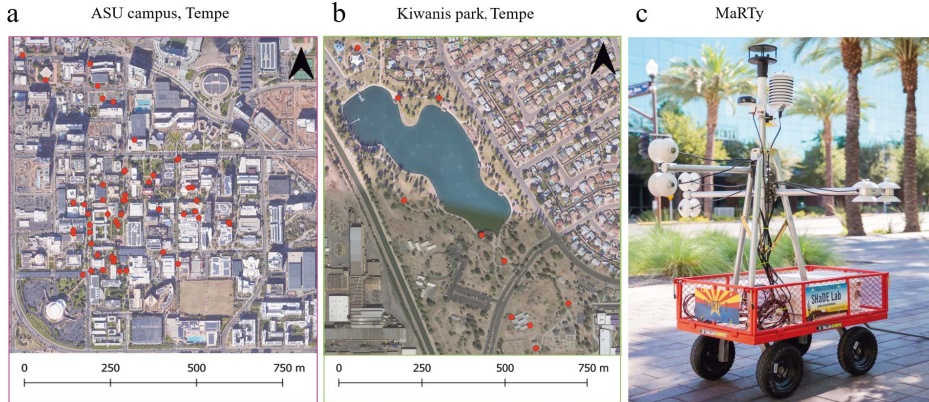 a
ASU campus, Tempe
b
Kiwanis park, Tempe
c
MaRTy
SHaDE Lab
0 250 500 750 m
0 250 500 750 m